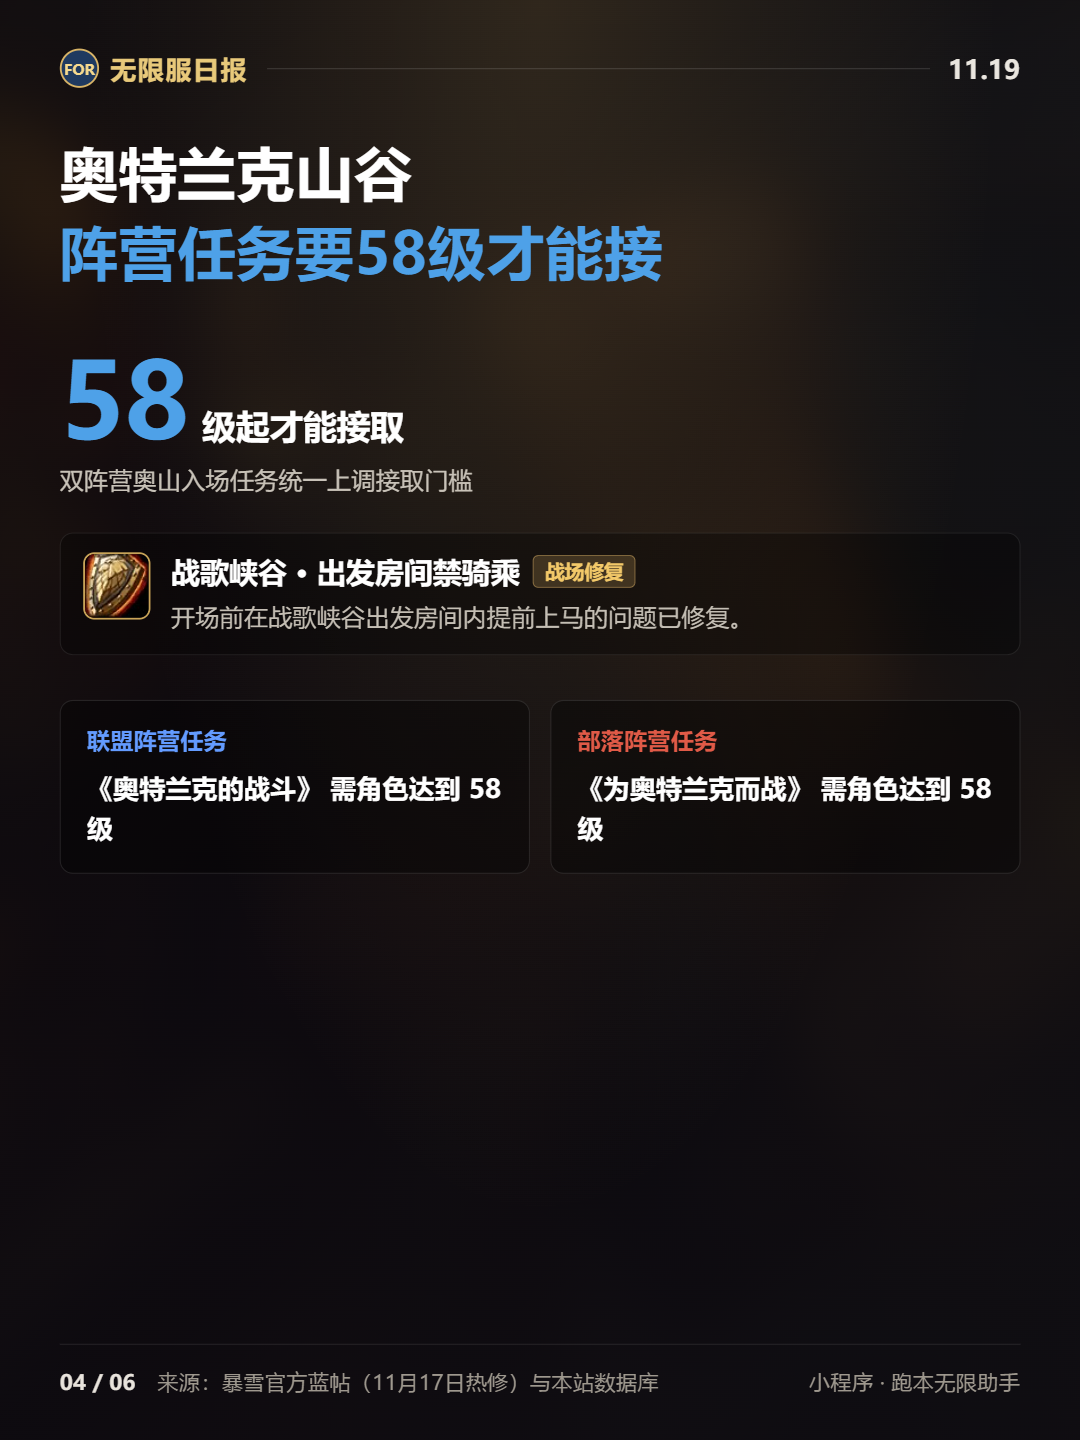 FOR 无限服日报 11.19
奥特兰克山谷
阵营任务要58级才能接
58 级起才能接取
双阵营奥山入场任务统一上调接取门槛
战歌峡谷·出发房间禁骑乘 战场修复
开场前在战歌峡谷出发房间内提前上马的问题已修复。
联盟阵营任务
《奥特兰克的战斗》 需角色达到 58
级
部落阵营任务
《为奥特兰克而战》 需角色达到 58
级
04 / 06 来源：暴雪官方蓝帖（11月17日热修）与本站数据库 小程序 · 跑本无限助手